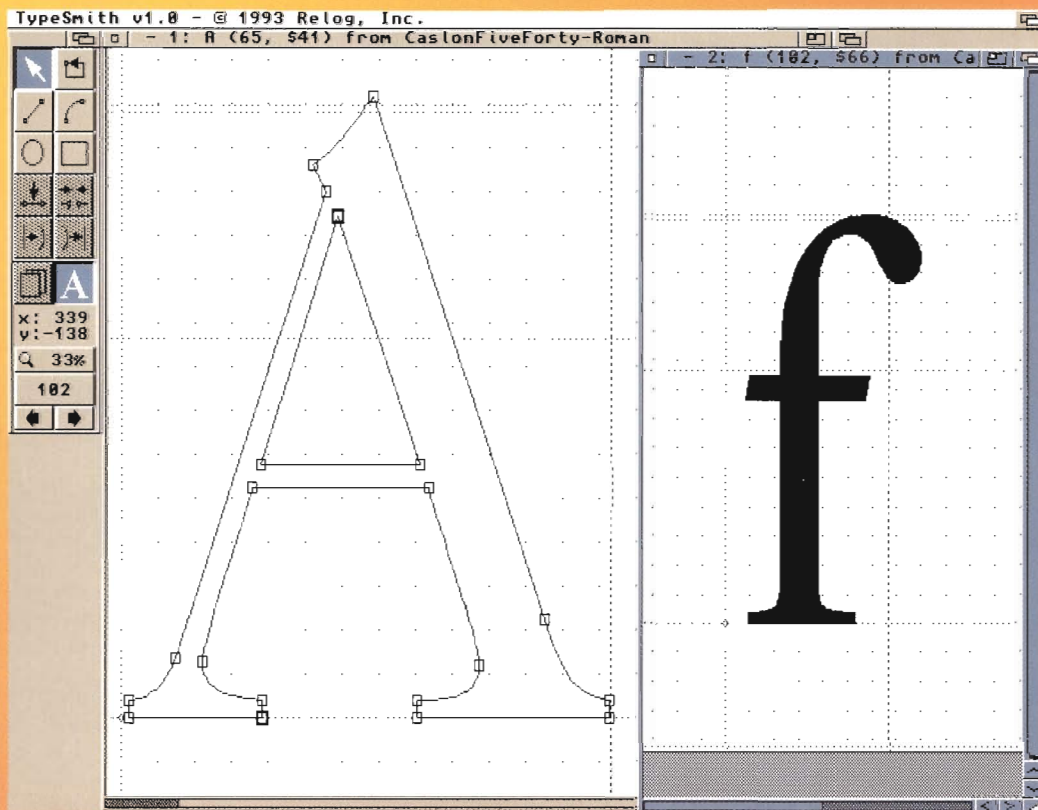 TypeSmith v1.0 - © 1993 Relog, Inc.
1: A (65, $41) from CaslonFiveForty-Roman
2: f (102, $66) from Ca
A
x: 339
y:-138
33%
102
f